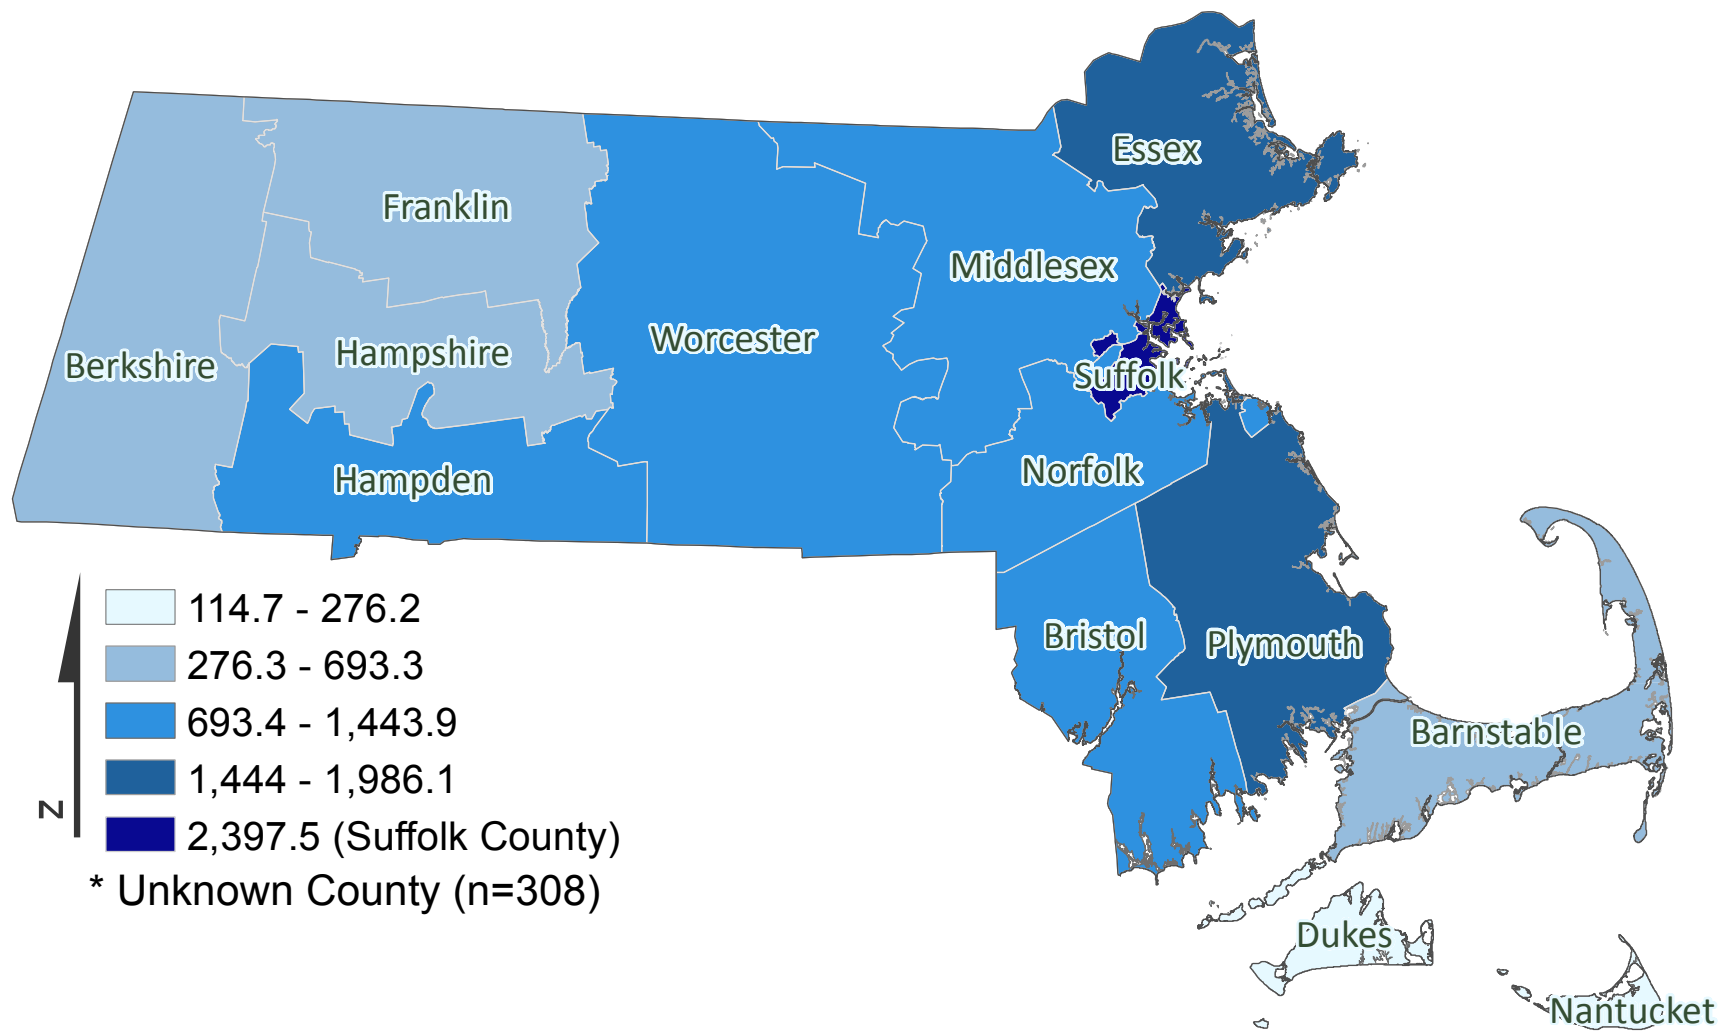 Essex
Franklin
Middlesex
Worcester
Hampshire
Berkshire
Suffolk
Norfolk
Hampden
114.7 - 276.2
276.3 - 693.3
693.4 - 1,443.9
1,444 - 1,986.1
2,397.5 (Suffolk County)
* Unknown County (n=308)
N
Bristol
Plymouth
Barnstable
Dukes
Nantucket